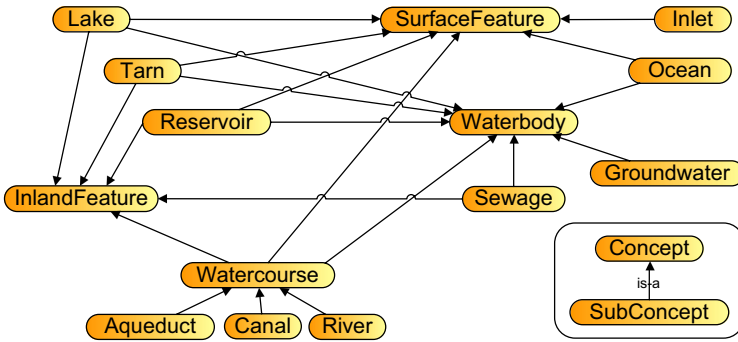 Lake
SurfaceFeature
Inlet
Tarn
Ocean
Reservoir
Waterbody
Groundwater
InlandFeature
Sewage
Concept
Watercourse
is-a
SubConcept
Aqueduct
Canal
River